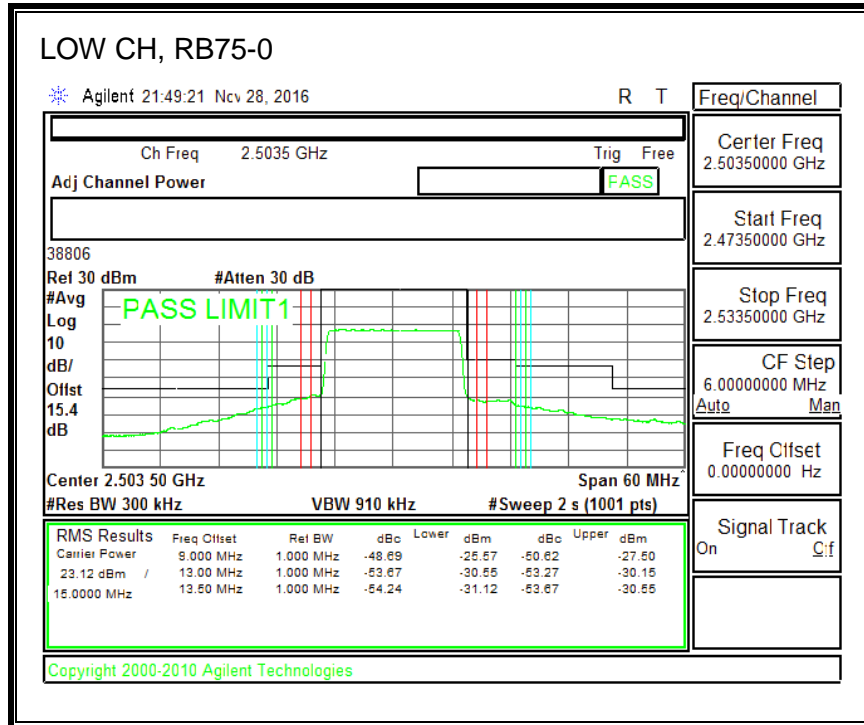 LOW CH, RB75-0
Agilent 21:49:21 Nov 28, 2016 R T
Freq/Channel
Ch Freq 2.5035 GHz Trig Free
Adj Channel Power PASS
38806
Ref 30 dBm #Atten 30 dB
#Avg
Log
10
dB/
Offst
15.4
dB
PASS LIMIT1
Center 2.503 50 GHz Span 60 MHz
#Res BW 300 kHz VBW 910 kHz #Sweep 2 s (1001 pts)
RMS Results Freq Offset Ref BW dBc Lower dBm dBc Upper dBm
Carrier Power 9.000 MHz 1.000 MHz -48.69 -25.57 -50.62 -27.50
23.12 dBm / 13.00 MHz 1.000 MHz -53.67 -30.55 -53.27 -30.15
15.0000 MHz 13.50 MHz 1.000 MHz -54.24 -31.12 -53.67 -30.55
Copyright 2000-2010 Agilent Technologies
Center Freq
2.50350000 GHz
Start Freq
2.47350000 GHz
Stop Freq
2.53350000 GHz
CF Step
6.00000000 MHz
Auto Man
Freq Offset
0.00000000 Hz
Signal Track
On Off